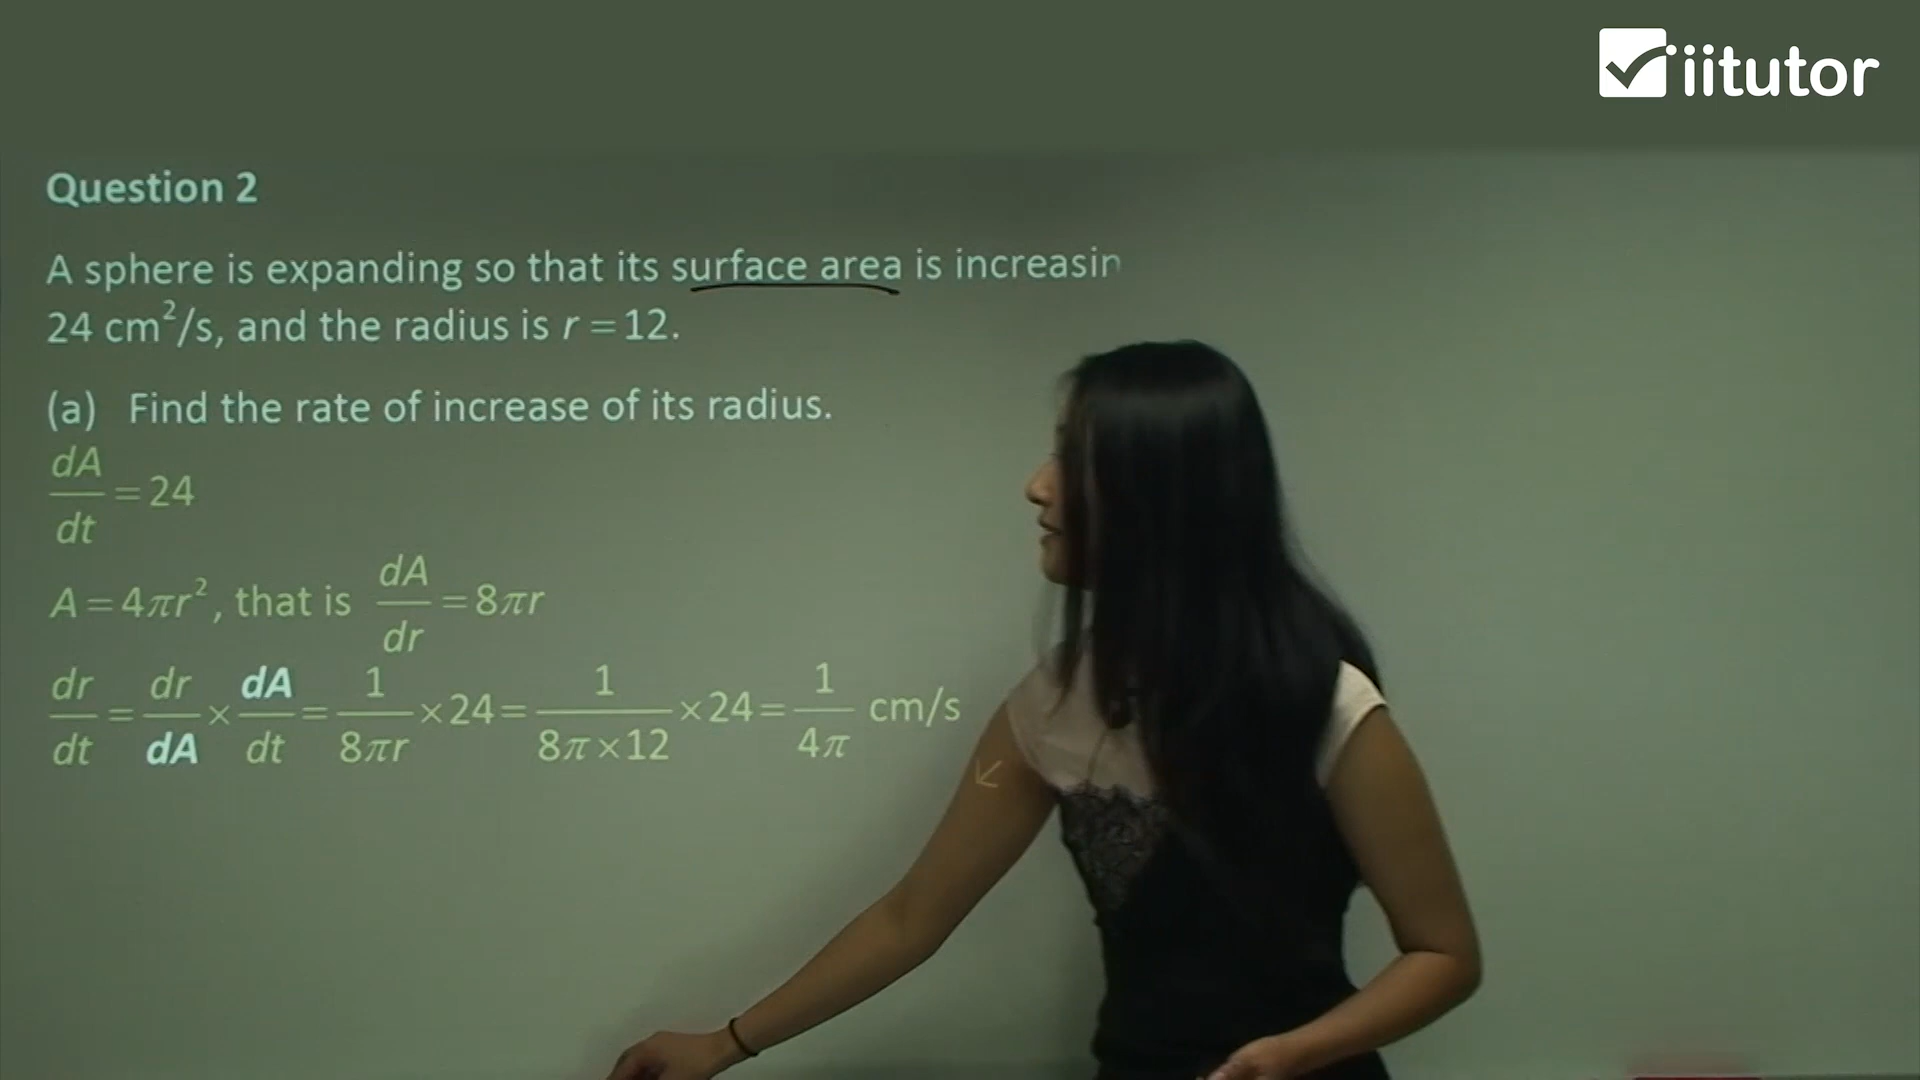 iitutor
Question 2
A sphere is expanding so that its surface area is increasin
24 cm²/s, and the radius is r = 12.
(a) Find the rate of increase of its radius.
dA/dt = 24
A = 4πr², that is dA/dr = 8πr
dr/dt = dr/dA × dA/dt = 1/8πr × 24 = 1/8π × 12 × 24 = 1/4π cm/s